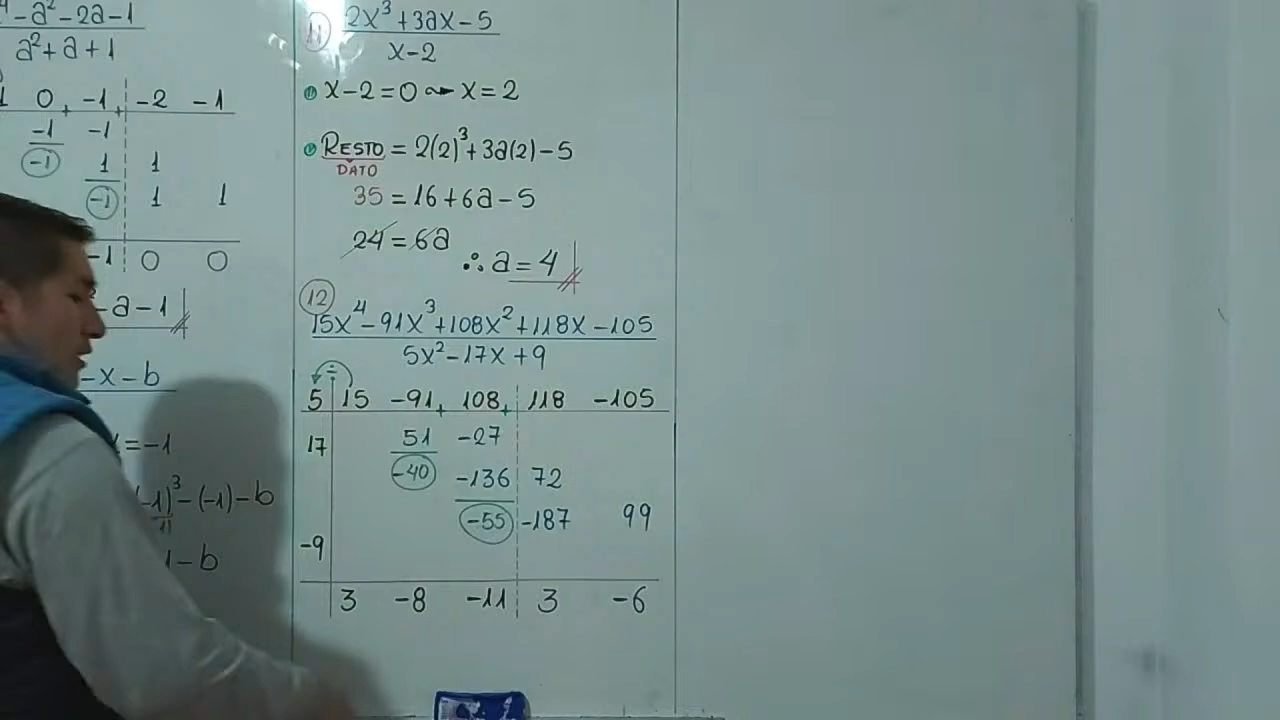 - a² - 2a - 1
a² + a + 1
1 0 + -1 + -2 -1
-1 -1
-1 1 1
-1 1 1
-1 0 0
- a - 1
- x - b
= -1
(-1)³ - (-1) - b
- b
11 2x³ + 3ax - 5
x - 2
x - 2 = 0 x = 2
RESTO = 2(2)³ + 3a(2) - 5
DATO
35 = 16 + 6a - 5
24 = 6a
∴ a = 4
12
15x⁴ - 91x³ + 108x² + 118x - 105
5x² - 17x + 9
÷
5 15 -91 + 108 + 118 -105
17 51 -27
-40 -136 72
-55 -187 99
-9
3 -8 -11 3 -6